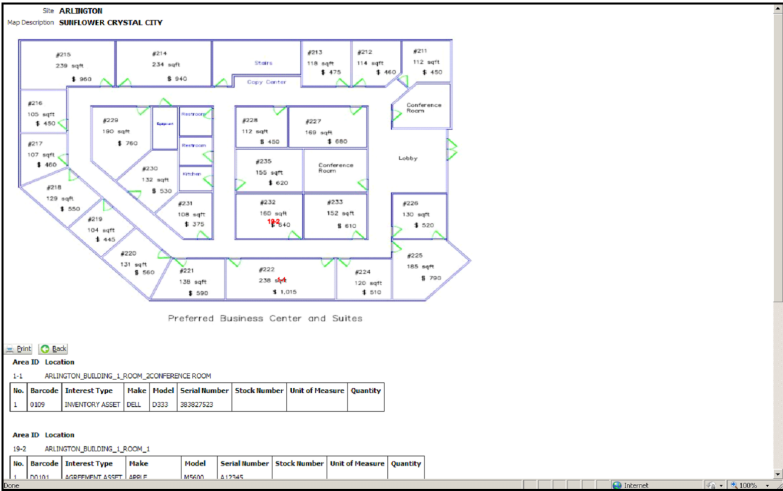 Site ARLINGTON
Map Description SUNFLOWER CRYSTAL CITY
#215
239 sqft
$ 960
#214
234 sqft
$ 940
Stairs
Copy Center
#213
118 sqft
$ 475
#212
114 sqft
$ 460
#211
112 sqft
$ 450
#216
105 sqft
$ 450
#229
190 sqft
$ 760
Restroom
#228
112 sqft
$ 450
#227
169 sqft
$ 680
Conference
Room
#217
107 sqft
$ 460
Restroom
Lobby
#230
132 sqft
$ 530
Kitchen
#235
155 sqft
$ 620
Conference
Room
#218
129 sqft
$ 550
#231
108 sqft
$ 375
#232
160 sqft
19-2
#233
152 sqft
$ 610
#226
130 sqft
$ 520
#219
104 sqft
$ 445
#220
131 sqft
$ 560
#221
138 sqft
$ 590
#222
238
$ 1,015
#224
120 sqft
$ 510
#225
185 sqft
$ 790
Preferred Business Center and Suites
Print Back
Area ID Location
1-1 ARLINGTON_BUILDING_1_ROOM_2CONFERENCE ROOM
No. Barcode Interest Type Make Model Serial Number Stock Number Unit of Measure Quantity
1 0109 INVENTORY ASSET DELL D333 383827523
Area ID Location
19-2 ARLINGTON_BUILDING_1_ROOM_1
No. Barcode Interest Type Make Model Serial Number Stock Number Unit of Measure Quantity
1 D0101 AGREEMENT ASSET APPLE M5600 A12345
Done Internet 100%